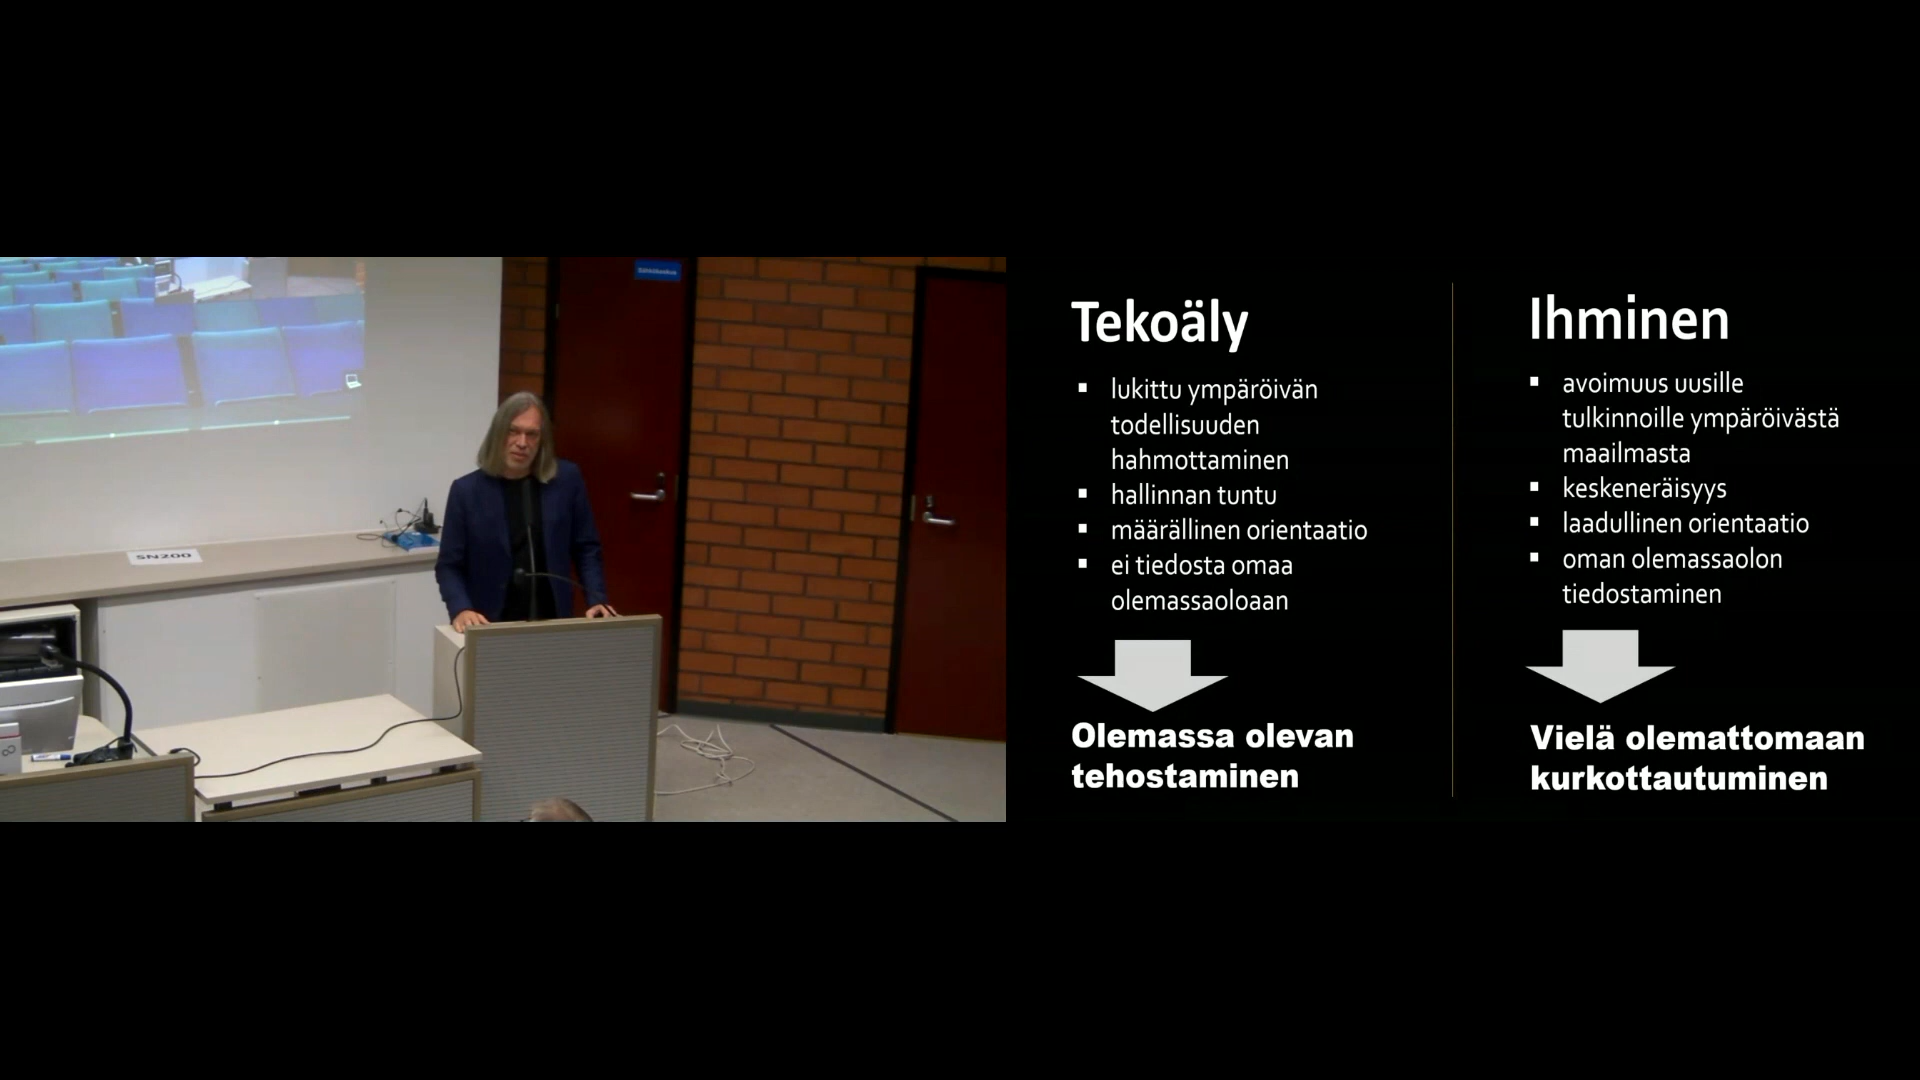 SN200
Tekoäly
lukittu ympäröivän
todellisuuden
hahmottaminen
hallinnan tuntu
määrällinen orientaatio
ei tiedosta omaa
olemassaoloaan
Olemassa olevan
tehostaminen
Ihminen
avoimuus uusille
tulkinnoille ympäröivästä
maailmasta
keskeneräisyys
laadullinen orientaatio
oman olemassaolon
tiedostaminen
Vielä olemattomaan
kurkottautuminen